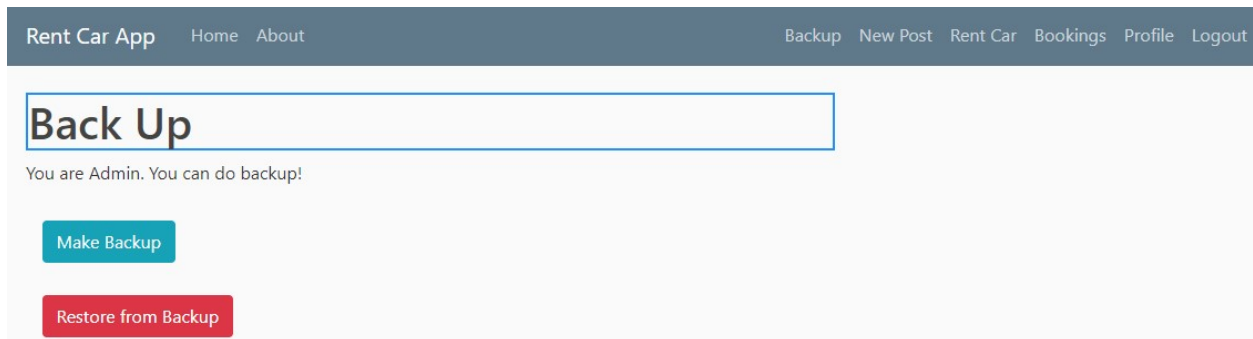 Rent Car App Home About Backup New Post Rent Car Bookings Profile Logout
Back Up
You are Admin. You can do backup!
Make Backup
Restore from Backup